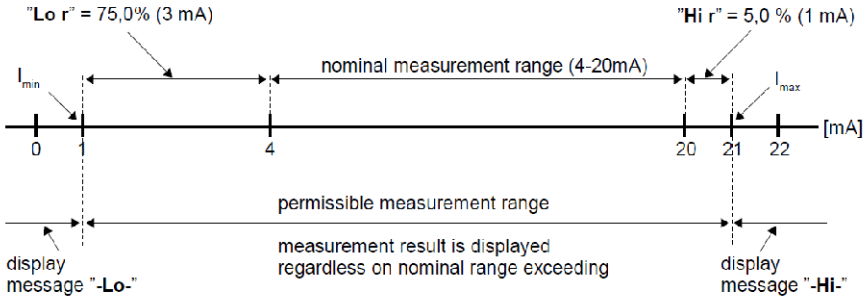 "Lo r" = 75,0% (3 mA)
"Hi r" = 5,0 % (1 mA)
nominal measurement range (4-20mA)
Imin
Imax
[mA]
0
1
4
20
21
22
permissible measurement range
measurement result is displayed
regardless on nominal range exceeding
display
message "-Lo-"
display
message "-Hi-"